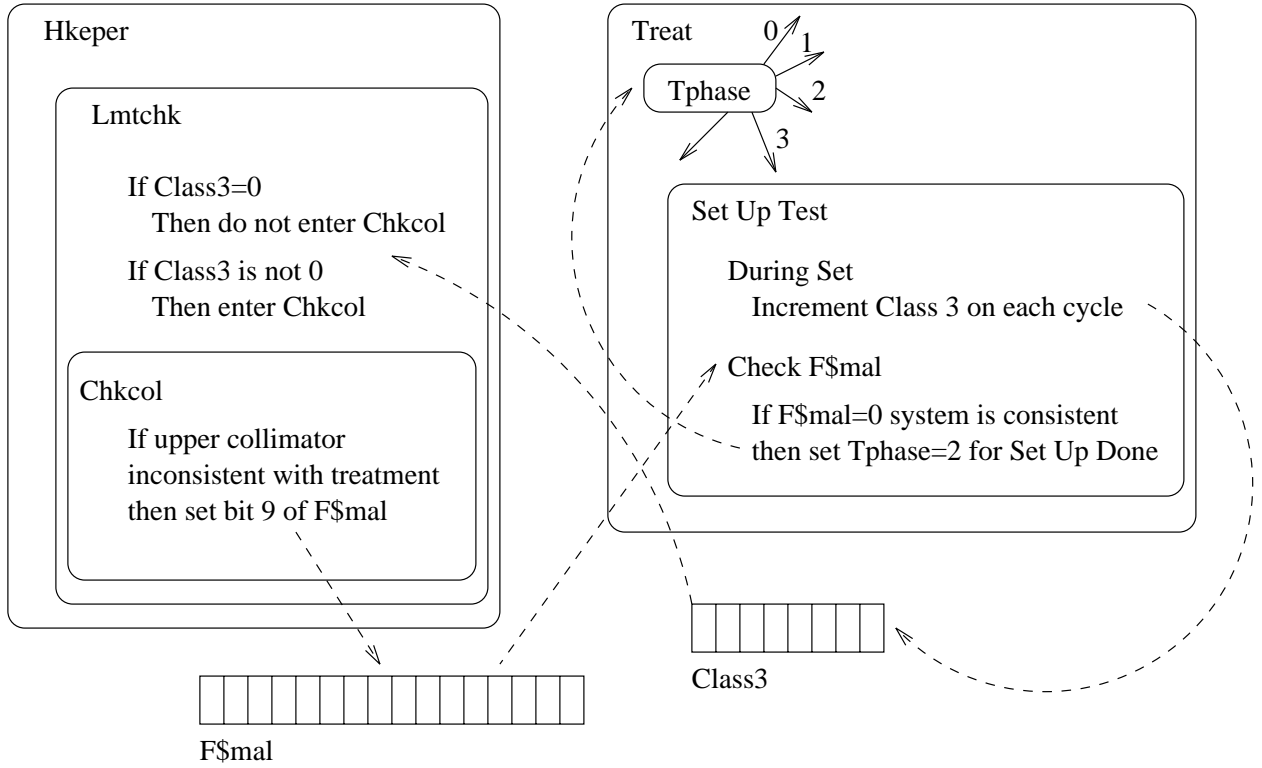 Hkeper
Lmtchk
If Class3=0
Then do not enter Chkcol
If Class3 is not 0
Then enter Chkcol
Chkcol
If upper collimator
inconsistent with treatment
then set bit 9 of F$mal
F$mal
Treat
Tphase
0
1
2
3
Set Up Test
During Set
Increment Class 3 on each cycle
Check F$mal
If F$mal=0 system is consistent
then set Tphase=2 for Set Up Done
Class3